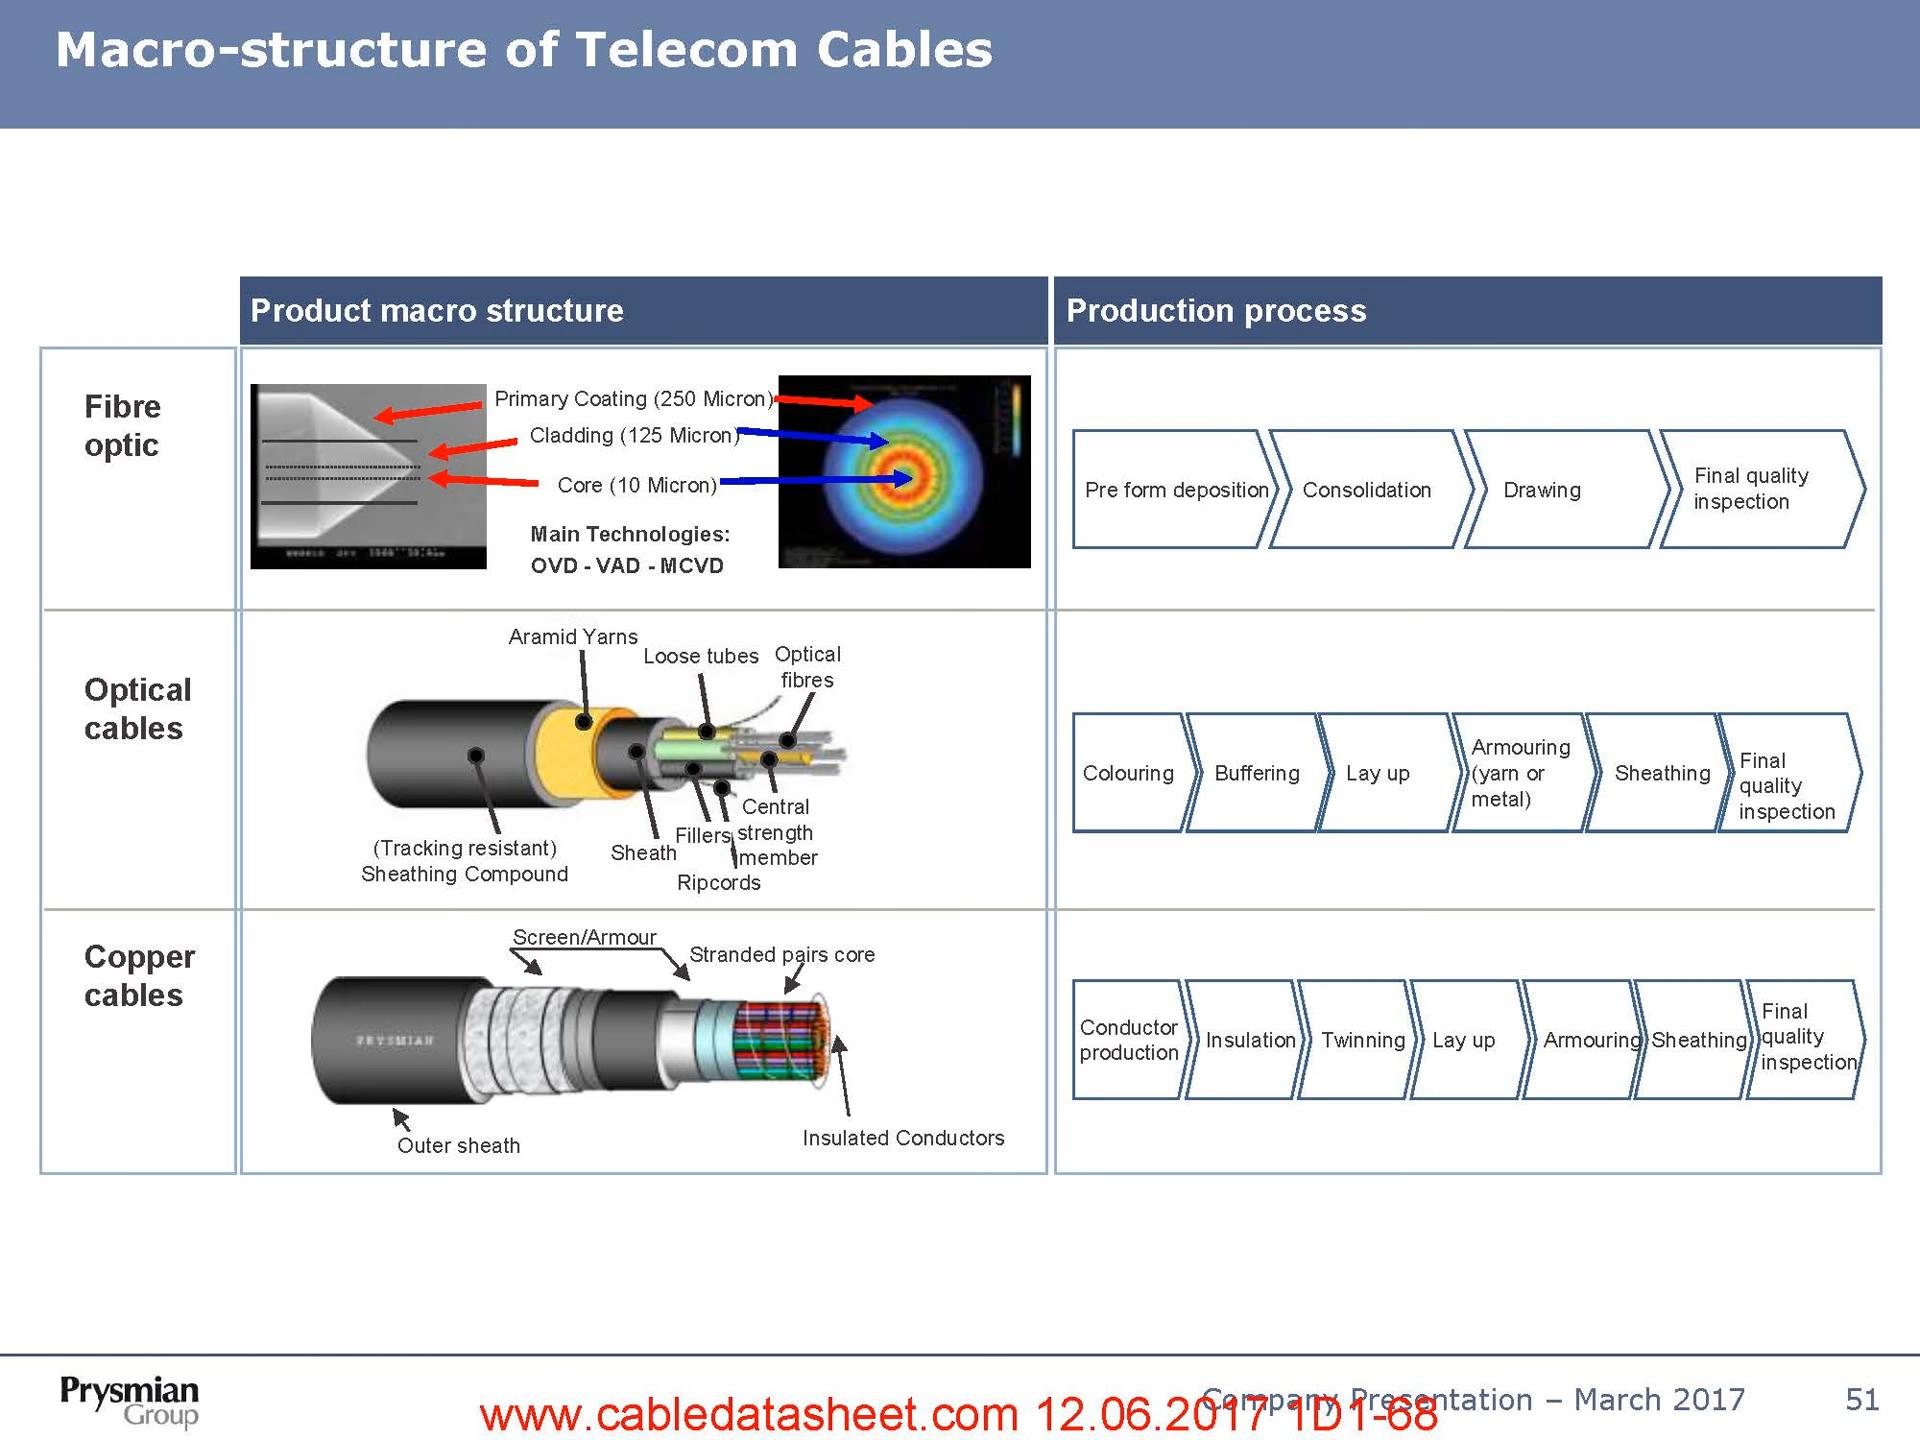 Macro-structure of Telecom Cables
Product macro structure
Production process
Fibre
optic
Primary Coating (250 Micron)
Cladding (125 Micron)
Core (10 Micron)
Main Technologies:
OVD - VAD - MCVD
Pre form deposition
Consolidation
Drawing
Final quality
inspection
Optical
cables
Aramid Yarns
Loose tubes
Optical
fibres
(Tracking resistant)
Sheathing Compound
Sheath
Fillers
Ripcords
Central
strength
member
Colouring
Buffering
Lay up
Armouring
(yarn or
metal)
Sheathing
Final
quality
inspection
Copper
cables
Screen/Armour
Stranded pairs core
PRYSMIAN
Outer sheath
Insulated Conductors
Conductor
production
Insulation
Twinning
Lay up
Armouring
Sheathing
Final
quality
inspection
Prysmian
Group
www.cabledatasheet.com 12.06.2017 1D1-68
Company Presentation – March 2017
51